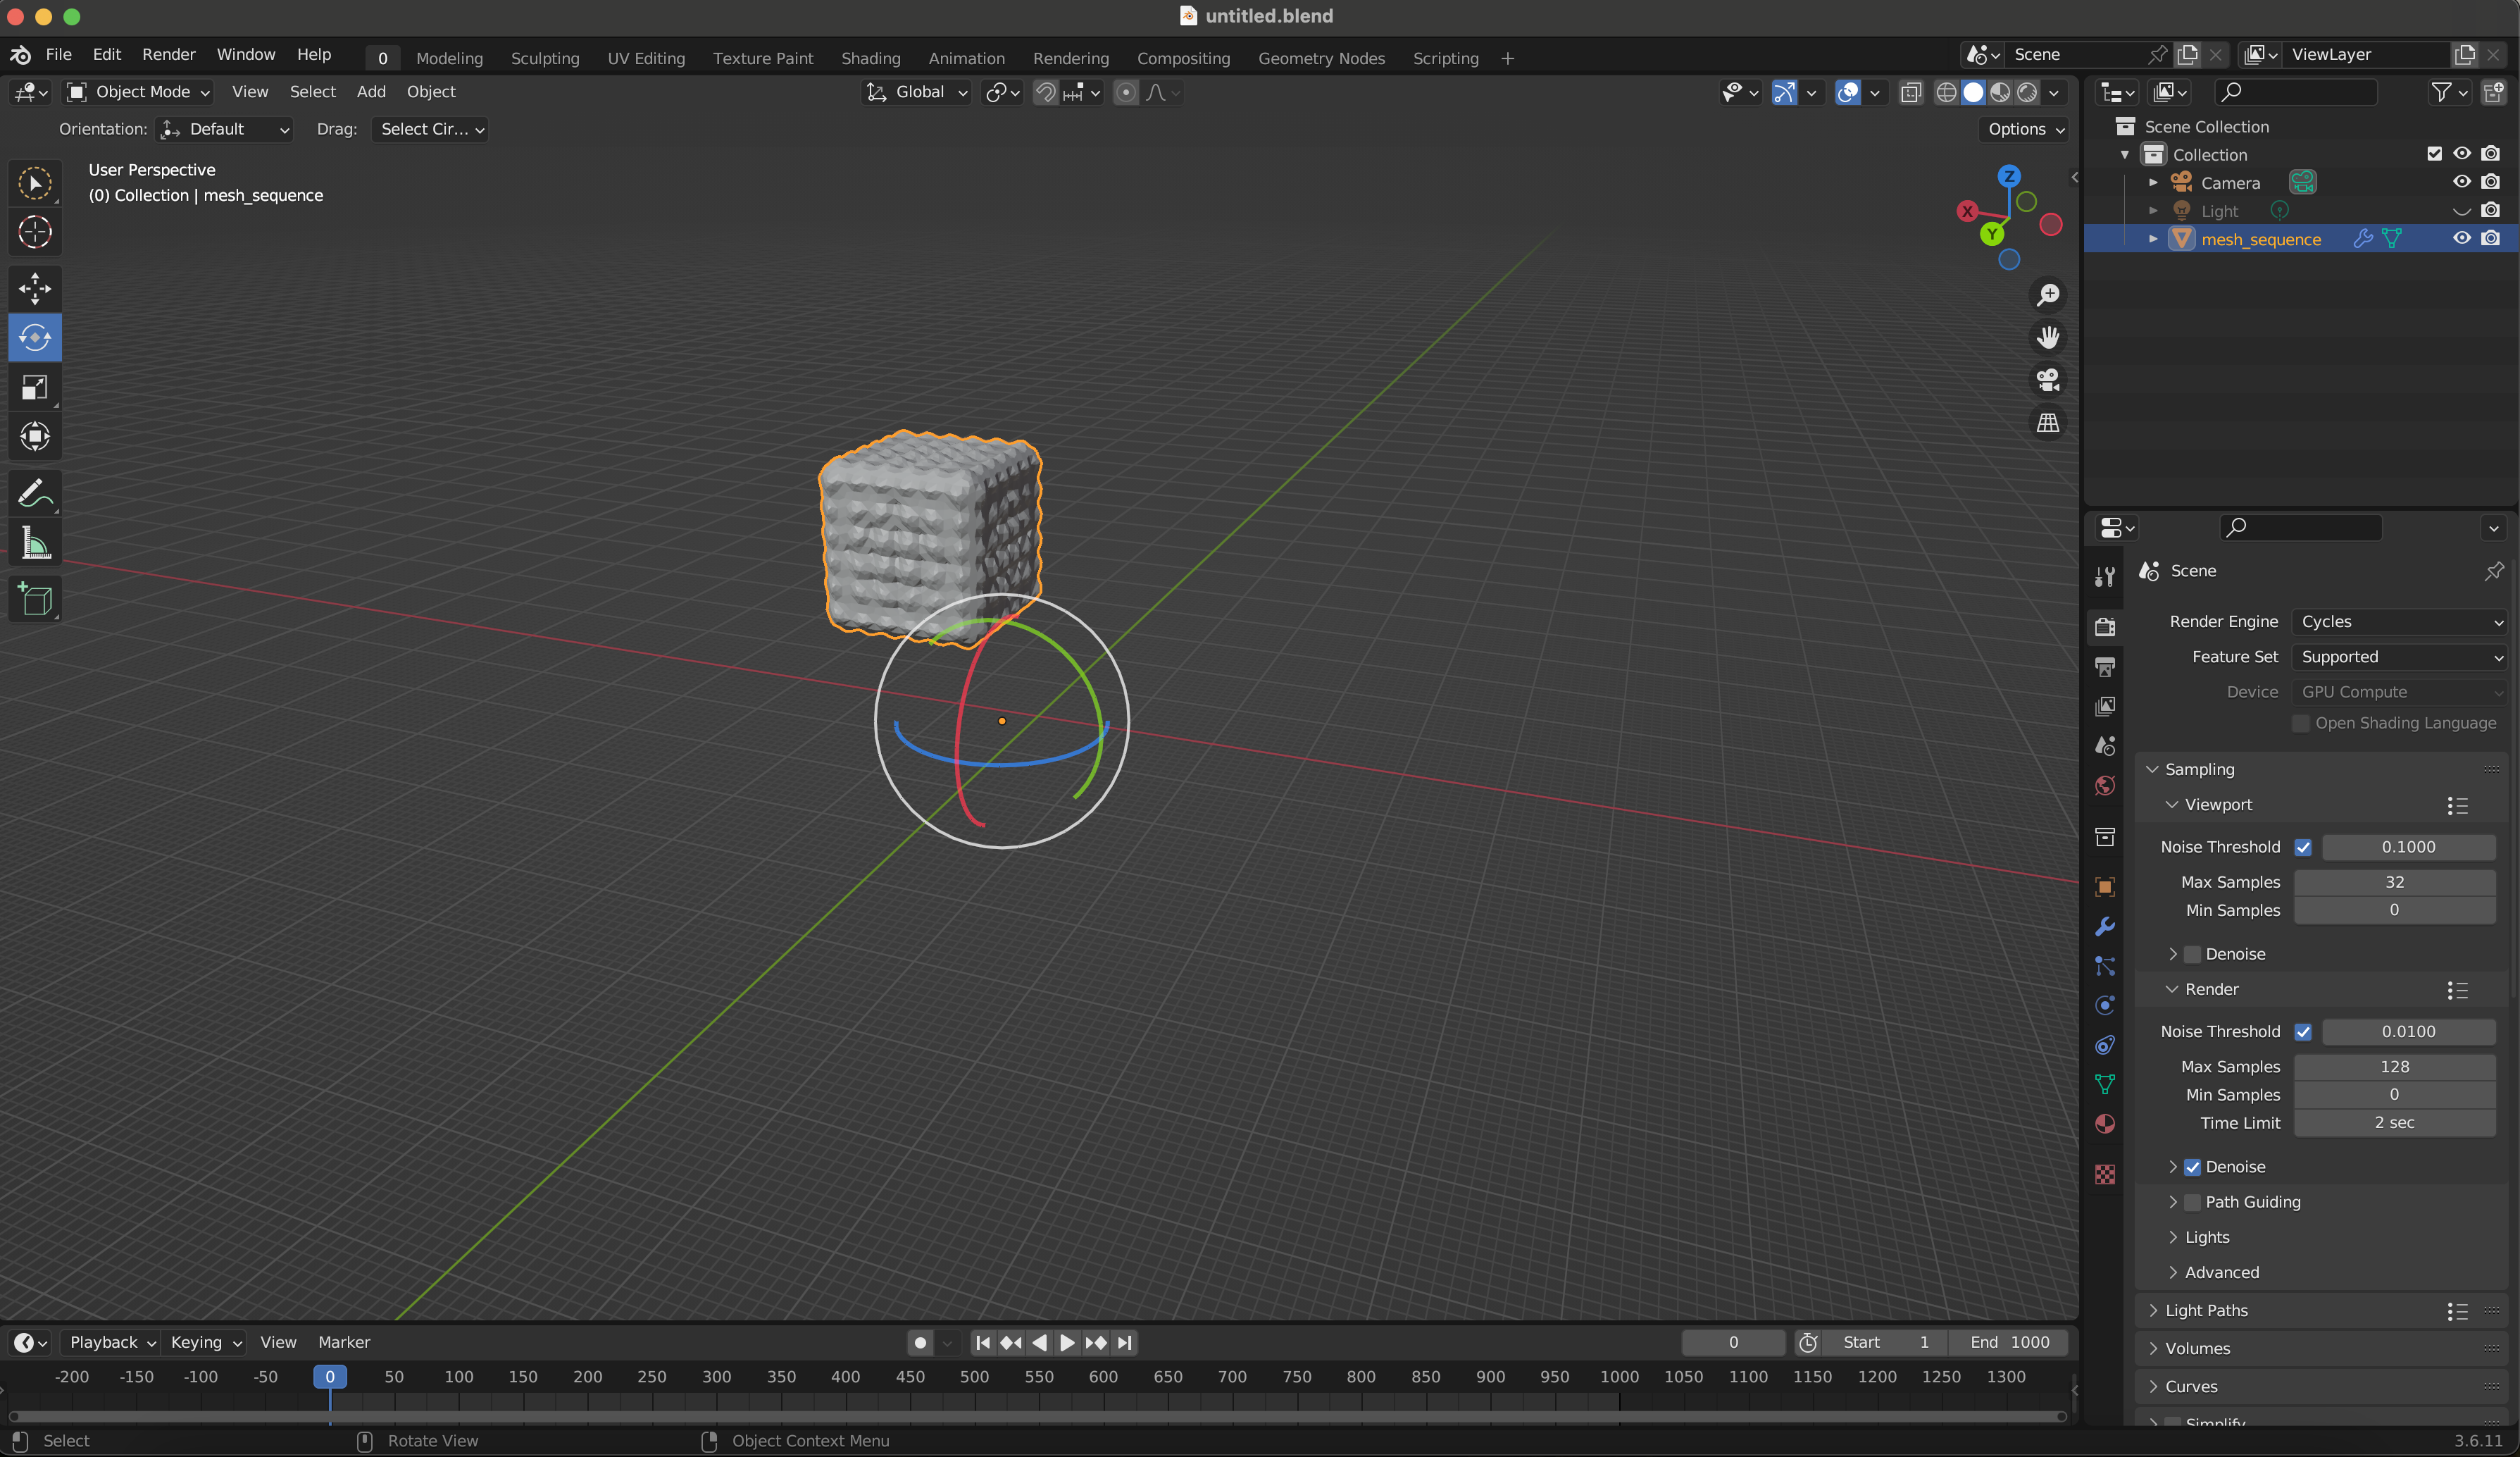 untitled.blend
File Edit Render Window Help 0 Modeling Sculpting UV Editing Texture Paint Shading Animation Rendering Compositing Geometry Nodes Scripting + Scene ViewLayer
Object Mode View Select Add Object Global
Orientation: Default Drag: Select Cir... Options
User Perspective
(0) Collection | mesh_sequence
Z
X
Y
Scene Collection
Collection
Camera
Light
mesh_sequence
Scene
Render Engine Cycles
Feature Set Supported
Device GPU Compute
Open Shading Language
Sampling
Viewport
Noise Threshold 0.1000
Max Samples 32
Min Samples 0
Denoise
Render
Noise Threshold 0.0100
Max Samples 128
Min Samples 0
Time Limit 2 sec
Denoise
Path Guiding
Lights
Advanced
Light Paths
Volumes
Curves
Simplify
Playback Keying View Marker 0 Start 1 End 1000
-200 -150 -100 -50 0 50 100 150 200 250 300 350 400 450 500 550 600 650 700 750 800 850 900 950 1000 1050 1100 1150 1200 1250 1300
Select Rotate View Object Context Menu 3.6.11